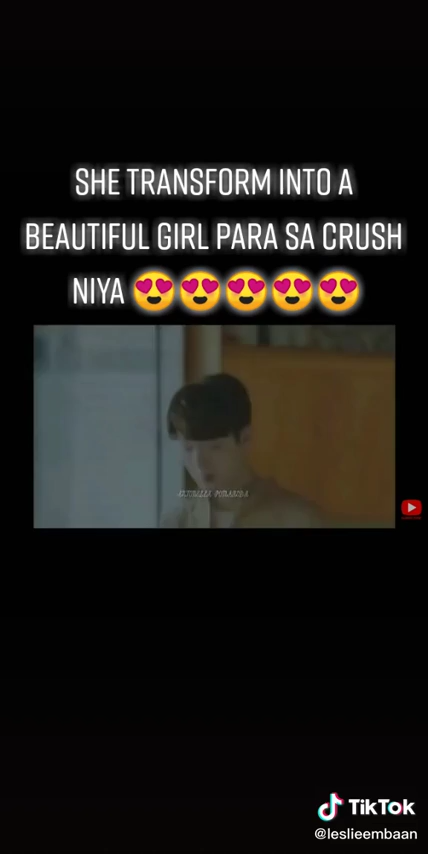 SHE TRANSFORM INTO A
BEAUTIFUL GIRL PARA SA CRUSH
NIYA 😍😍😍😍😍
TikTok
@leslieembaan